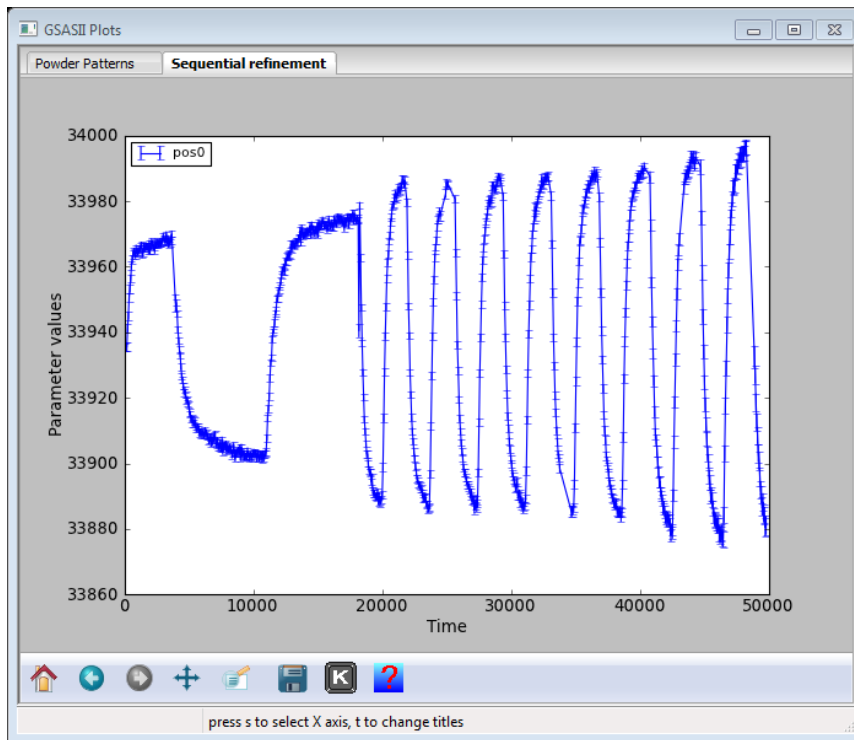 GSASII Plots
Powder Patterns Sequential refinement
34000
33980
33960
33940
33920
33900
33880
33860
Parameter values
pos0
0 10000 20000 30000 40000 50000
Time
K ?
press s to select X axis, t to change titles